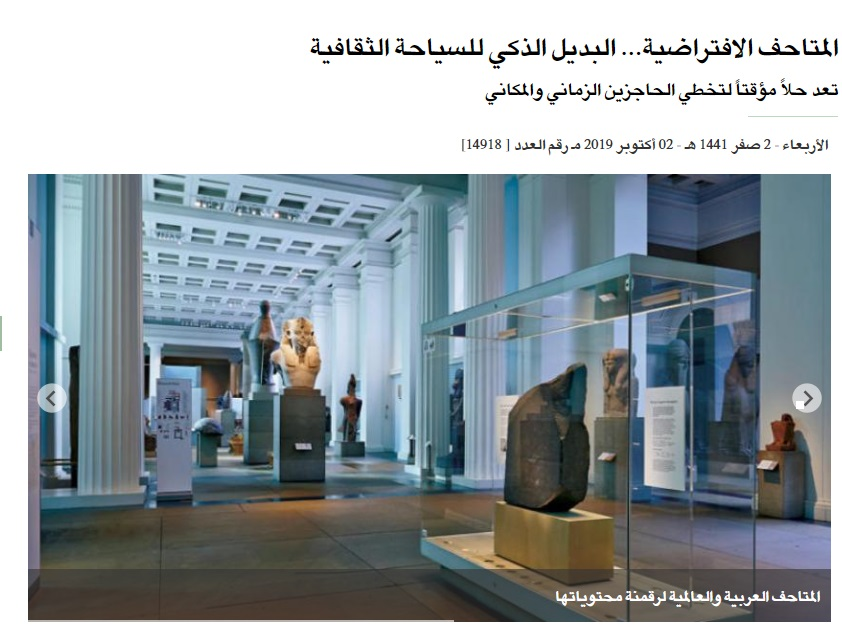 المتاحف الافتراضية... البديل الذكي للسياحة الثقافية
تعد حلاً مؤقتاً لتخطي الحاجزين الزماني والمكاني
الأربعاء - 2 صفر 1441 هـ - 02 أكتوبر 2019 مـ رقم العدد [ 14918]
المتاحف العربية والعالمية لرقمنة محتوياتها